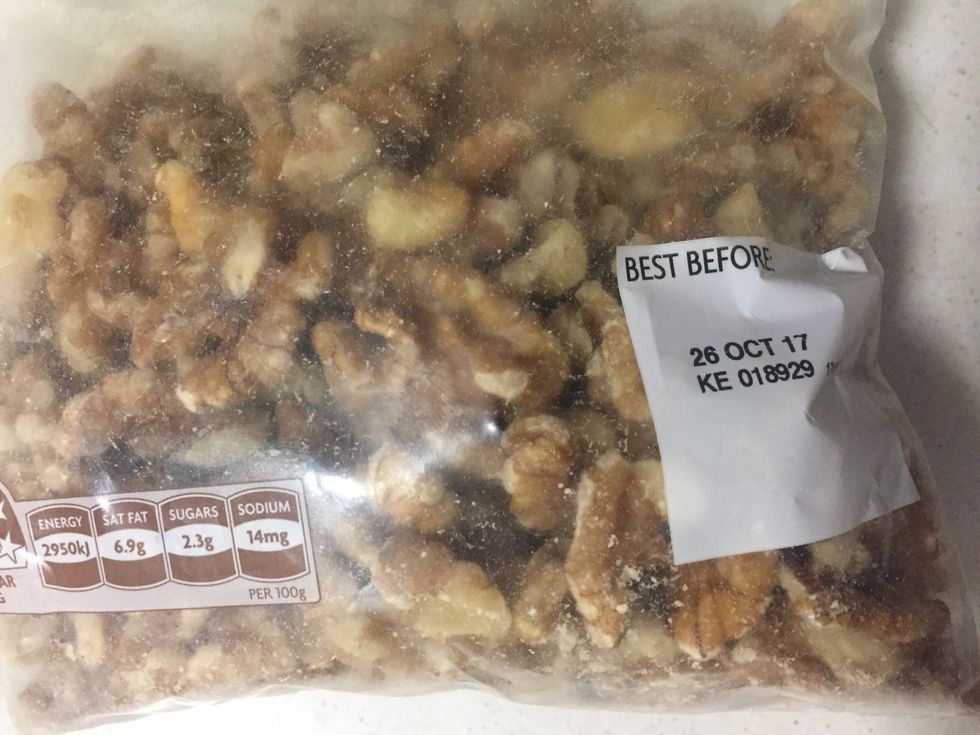 BEST BEFORE:
26 OCT 17
KE 018929
ENERGY
2950kJ
SAT FAT
6.9g
SUGARS
2.3g
SODIUM
14mg
PER 100g